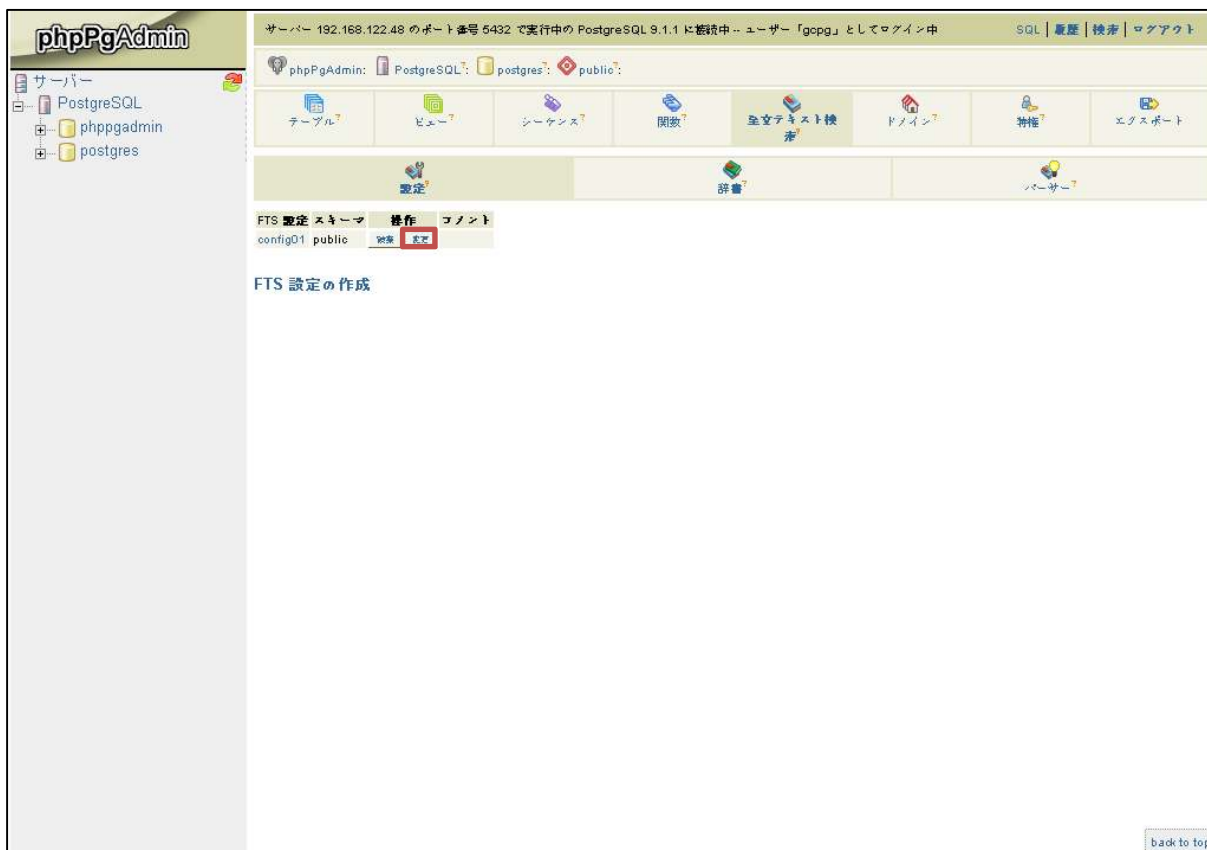 phpPgAdmin
サーバー
PostgreSQL
phppgadmin
postgres
サーバー 192.168.122.48 のポート番号 5432 で実行中の PostgreSQL 9.1.1 に接続中 -- ユーザー「gopg」としてログイン中
SQL | 履歴 | 検索 | ログアウト
phpPgAdmin: PostgreSQL?: postgres?: public?:
テーブル? ビュー? シーケンス? 関数? 全文テキスト検索? ドメイン? 特権? エクスポート
設定? 辞書? パーサー?
FTS 設定 スキーマ 操作 コメント
config01 public 破棄 変更
FTS 設定の作成
back to top